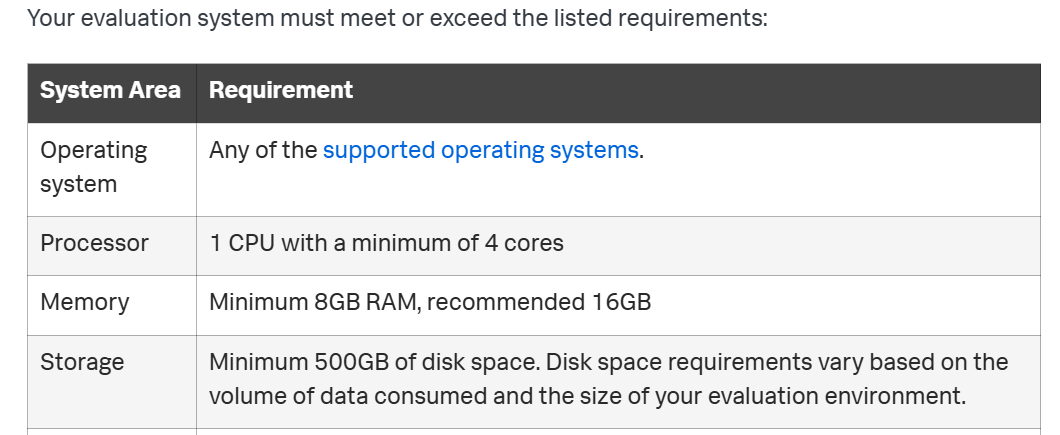 Your evaluation system must meet or exceed the listed requirements:
System Area Requirement
Operating system Any of the supported operating systems.
Processor 1 CPU with a minimum of 4 cores
Memory Minimum 8GB RAM, recommended 16GB
Storage Minimum 500GB of disk space. Disk space requirements vary based on the
volume of data consumed and the size of your evaluation environment.